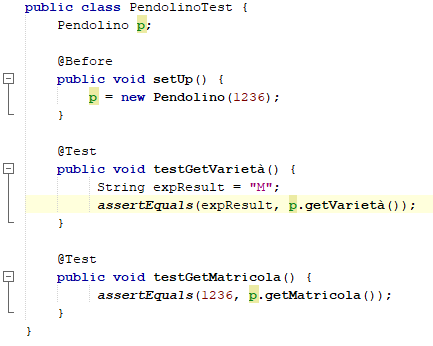 public class PendolinoTest {
Pendolino p;
@Before
public void setUp() {
p = new Pendolino(1236);
}
@Test
public void testGetVarietà() {
String expResult = "M";
assertEquals(expResult, p.getVarietà());
}
@Test
public void testGetMatricola() {
assertEquals(1236, p.getMatricola());
}
}